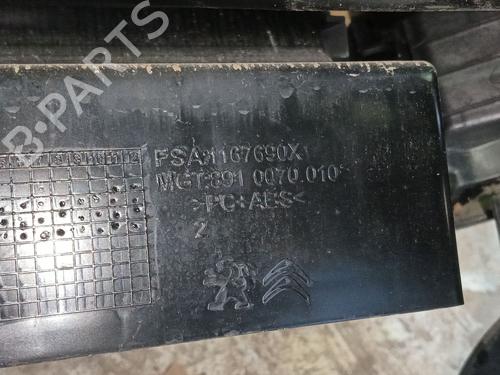 B-PARTS
PSA:1167690X
MGT:891 0070.010
>PC+ABS<
2